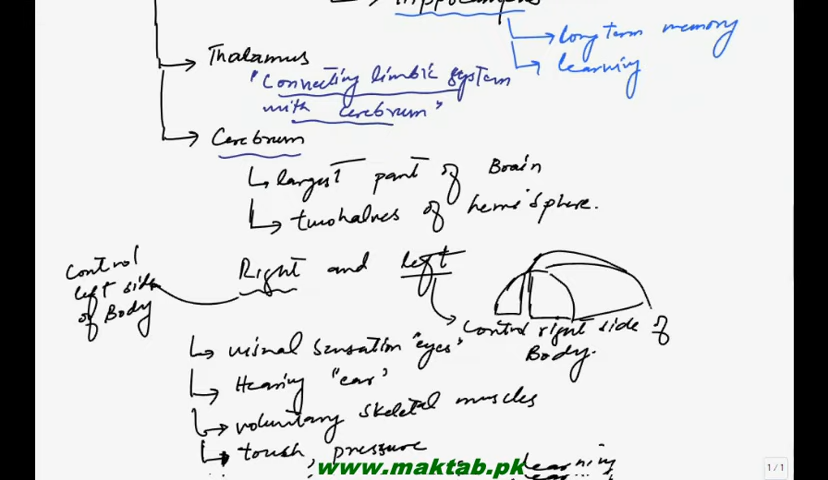 Hippocampus
long term memory
learning
Thalamus
"Connecting limbic system
with cerebrum"
Cerebrum
largest part of Brain
two halves of hemisphere.
Control
left side
of Body
Right and left
Control right side of
Body.
visual sensation "eyes"
Hearing "ear"
voluntary skeletal muscles
touch, pressure
learning
www.maktab.pk
1/1